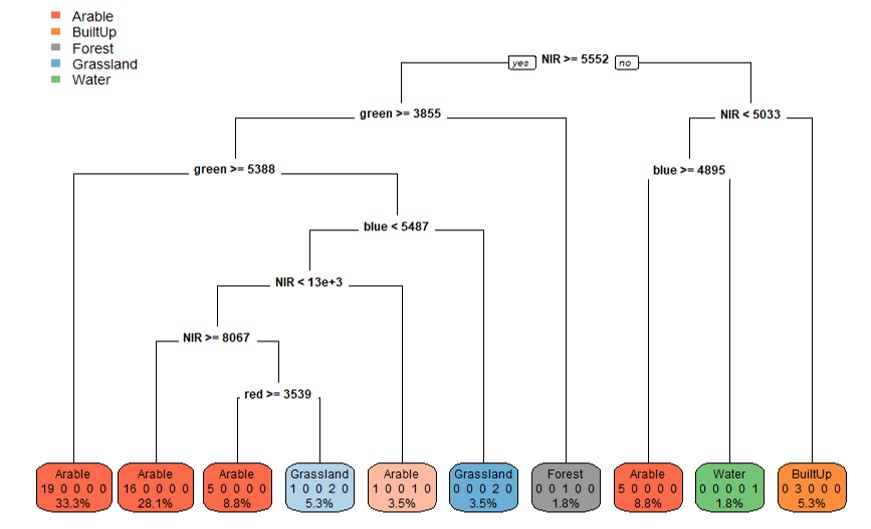 Arable
BuiltUp
Forest
Grassland
Water
yes NIR >= 5552 no
green >= 3855
NIR < 5033
green >= 5388
blue >= 4895
blue < 5487
NIR < 13e+3
NIR >= 8067
red >= 3539
Arable Arable Arable Grassland Arable Grassland Forest Arable Water BuiltUp
19 0 0 0 0 16 0 0 0 0 5 0 0 0 0 1 0 0 2 0 1 0 0 1 0 0 0 0 2 0 0 0 1 0 0 5 0 0 0 0 0 0 0 0 1 0 3 0 0 0
33.3% 28.1% 8.8% 5.3% 3.5% 3.5% 1.8% 8.8% 1.8% 5.3%